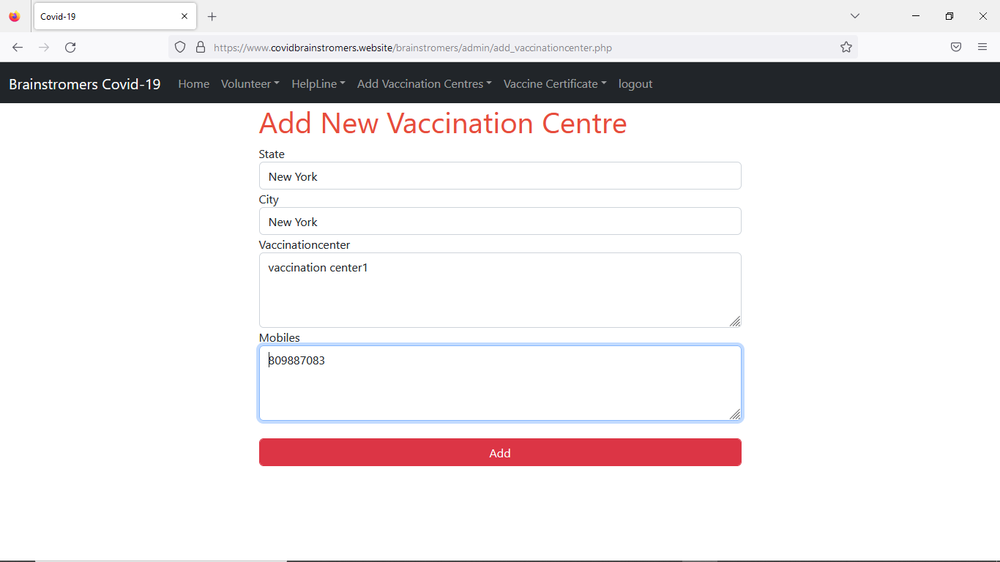 Covid-19
https://www.covidbrainstromers.website/brainstromers/admin/add_vaccinationcenter.php
Brainstromers Covid-19 Home Volunteer HelpLine Add Vaccination Centres Vaccine Certificate logout
Add New Vaccination Centre
State
New York
City
New York
Vaccinationcenter
vaccination center1
Mobiles
809887083
Add